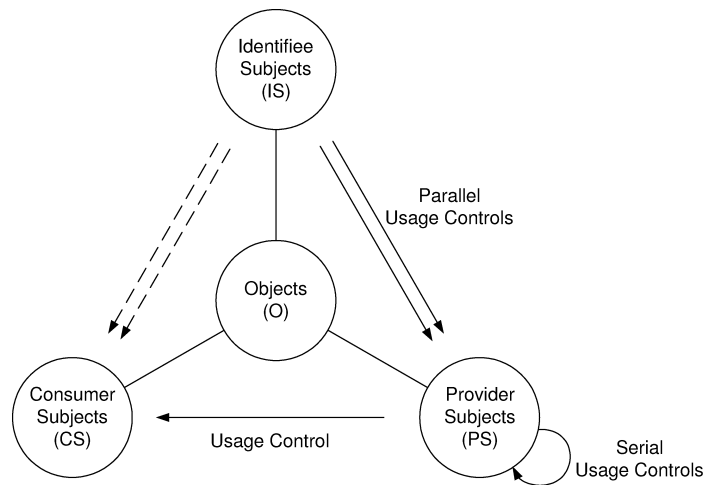 Identifiee
Subjects
(IS)
Parallel
Usage Controls
Objects
(O)
Consumer
Subjects
(CS)
Usage Control
Provider
Subjects
(PS)
Serial
Usage Controls